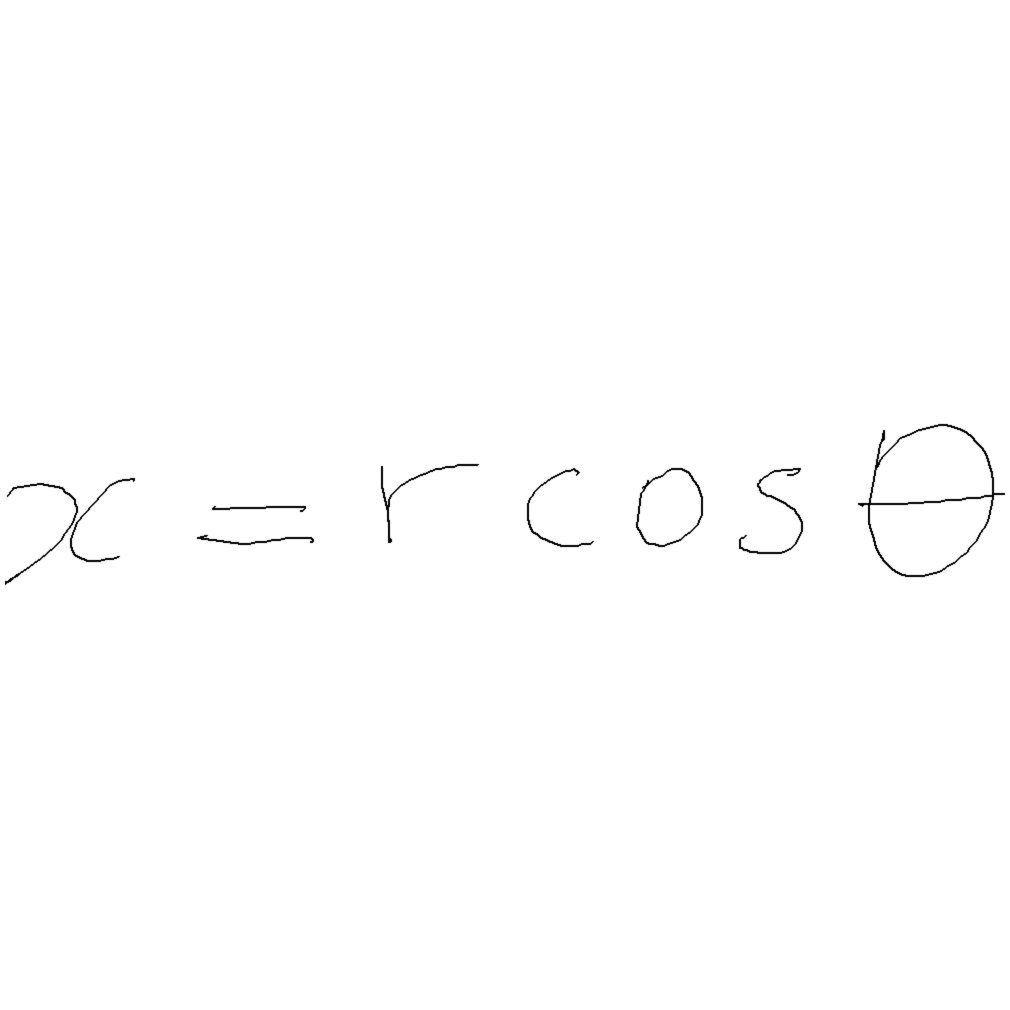 x = r cos θ